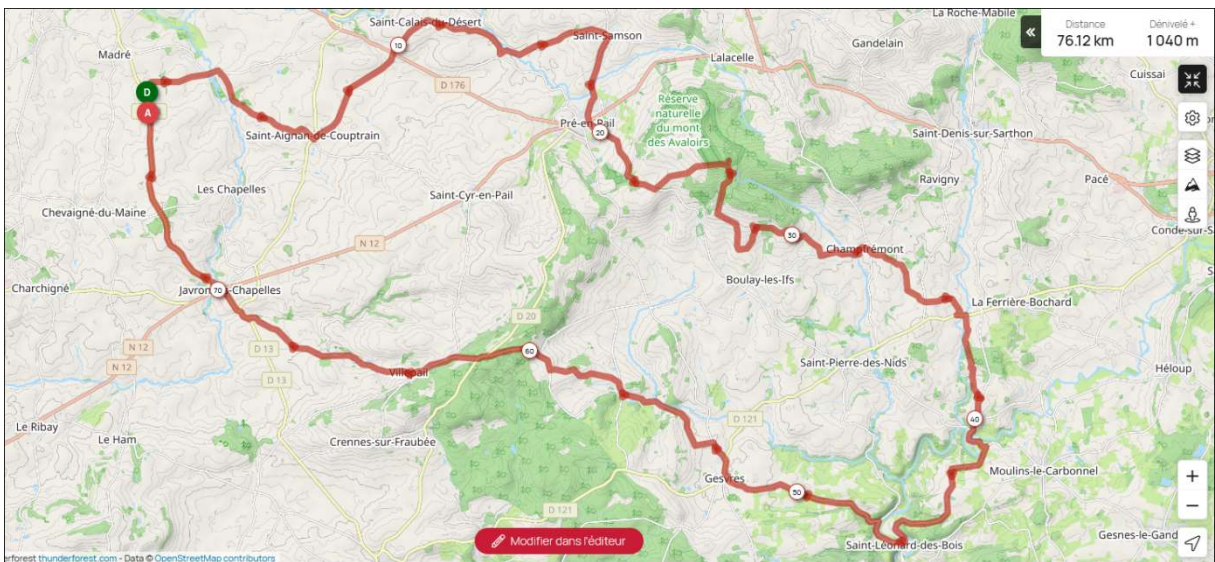 La Roche-Mabile
Distance
Dénivelé +
76.12 km
1 040 m
«
Saint-Calais-du-Désert
Saint-Samson
Gandelain
Madré
10
Lalacelle
Cuissai
D 176
D
A
Réserve
naturelle
du mont-
des Avaloirs
Pré-en-Pail
20
Saint-Aignan-de-Couptrain
Saint-Denis-sur-Sarthon
Ravigny
Pacé
Les Chapelles
Saint-Cyr-en-Pail
Chevaigné-du-Maine
Condé-sur-Sa
30
N 12
Champfrémont
Boulay-les-Ifs
Charchigné
Javron-les-Chapelles
70
La Ferrière-Bochard
D 20
N 12
D 13
60
N 12
D 13
Villepail
Saint-Pierre-des-Nids
Héloup
Le Ribay
D 121
40
Le Ham
Crennes-sur-Fraubée
Moulins-le-Carbonnel
Gesvres
50
+
D 121
−
Modifier dans l'éditeur
Saint-Léonard-des-Bois
Gesnes-le-Gand
erforest thunderforest.com - Data © OpenStreetMap contributors